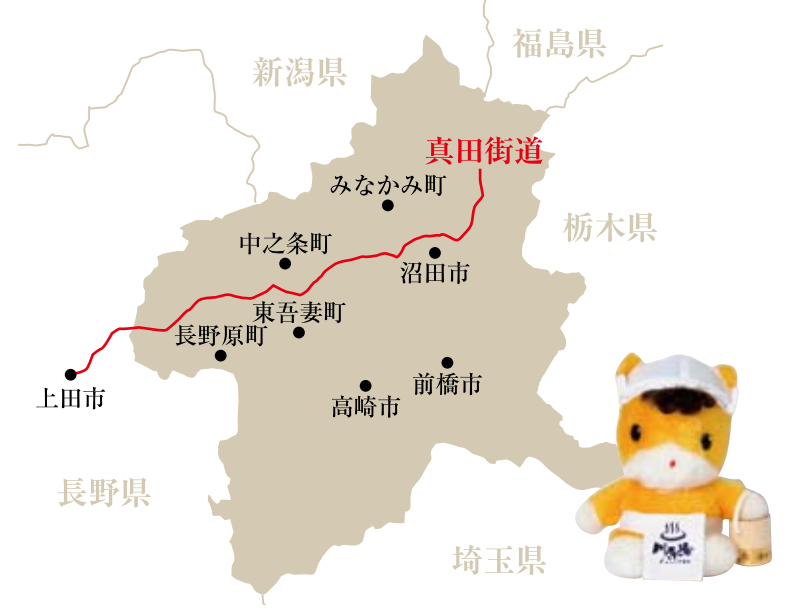 福島県
新潟県
真田街道
みなかみ町
栃木県
中之条町
沼田市
東吾妻町
長野原町
上田市
前橋市
高崎市
長野県
埼玉県